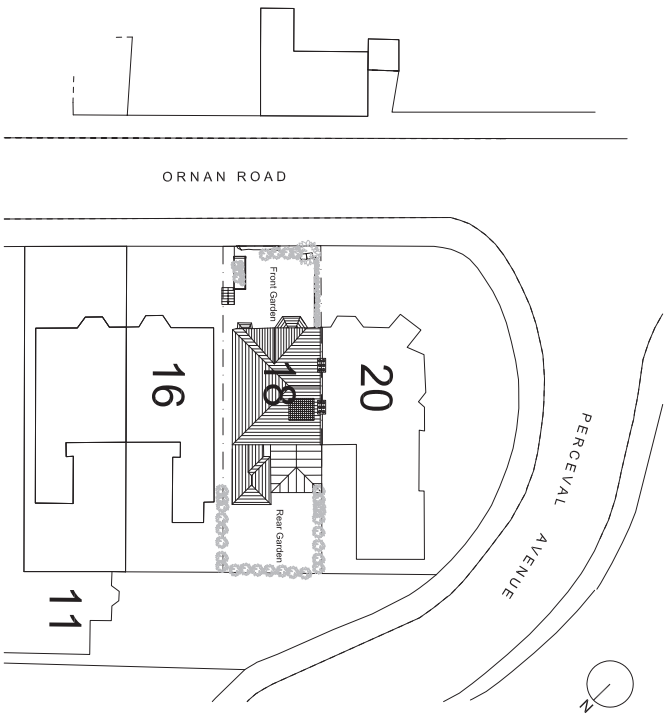 ORNAN ROAD
Front Garden
16
18
20
PERCEVAL AVENUE
Rear Garden
11
N